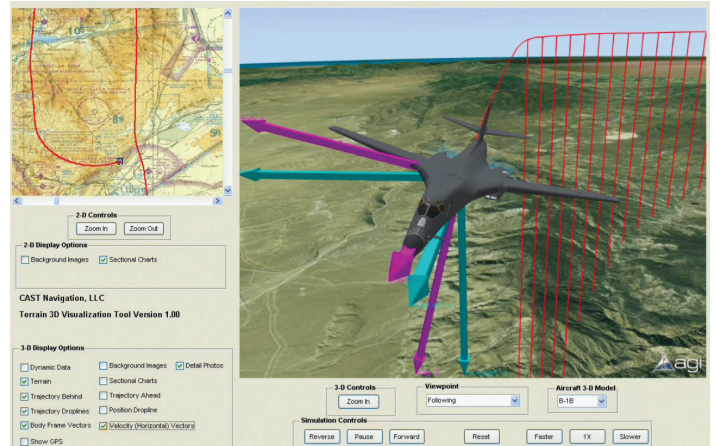 2-D Controls
Zoom In Zoom Out
2-D Display Options
Background Images Sectional Charts
CAST Navigation, LLC
Terrain 3D Visualization Tool Version 1.00
3-D Display Options
Dynamic Data Background Images Detail Photos
Terrain Sectional Charts
Trajectory Behind Trajectory Ahead
Trajectory Droplines Position Dropline
Body Frame Vectors Velocity (Horizontal) Vectors
Show GPS
agi
3-D Controls Viewpoint Aircraft 3-D Model
Zoom In Following B-1B
Simulation Controls
Reverse Pause Forward Reset Faster 1X Slower